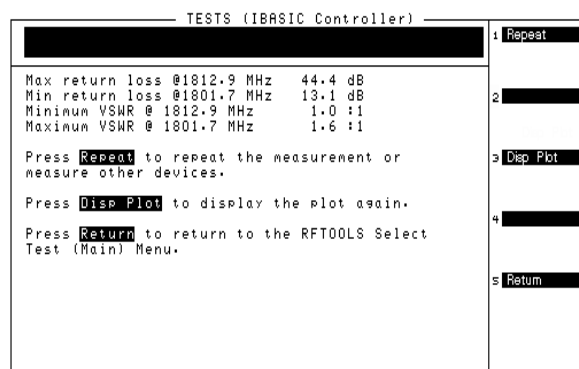 TESTS (IBASIC Controller)
1 Repeat
Max return loss @1812.9 MHz 44.4 dB
Min return loss @1801.7 MHz 13.1 dB
Minimum VSWR @ 1812.9 MHz 1.0 :1
Maximum VSWR @ 1801.7 MHz 1.6 :1
2
Press Repeat to repeat the measurement or
measure other devices.
3 Disp Plot
Press Disp Plot to display the plot again.
4
Press Return to return to the RFTOOLS Select
Test (Main) Menu.
5 Return